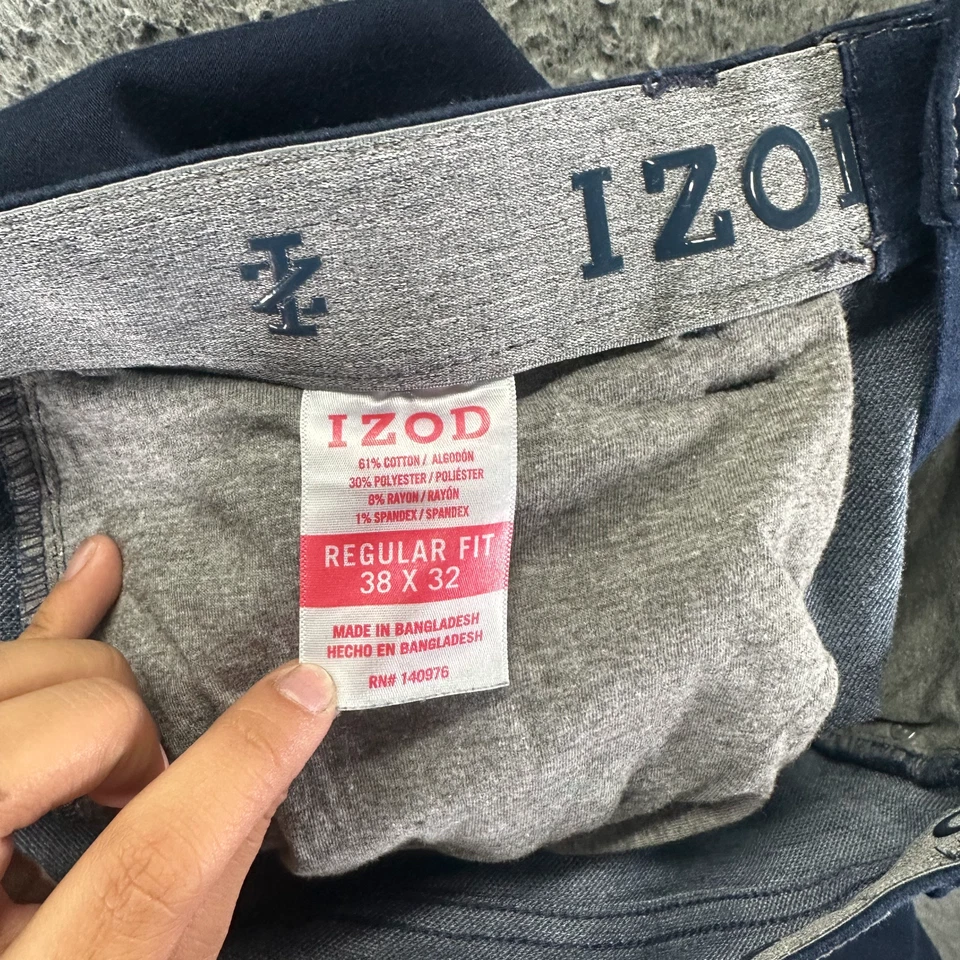 IZOD
IZ
IZOD
61% COTTON / ALGODÓN
30% POLYESTER / POLIÉSTER
8% RAYON / RAYÓN
1% SPANDEX / SPANDEX
REGULAR FIT
38 X 32
MADE IN BANGLADESH
HECHO EN BANGLADESH
RN# 140976